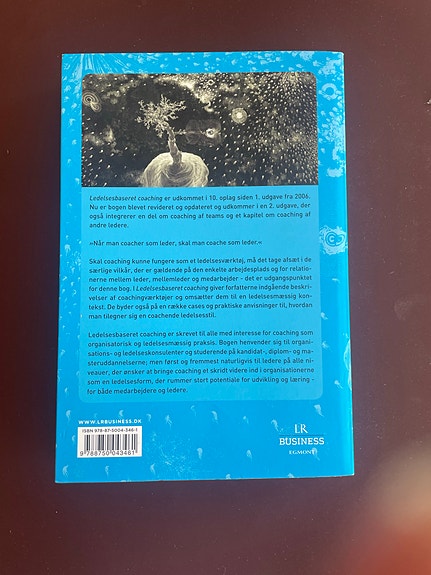 Ledelsesbaseret coaching er udkommet i 10. oplag siden 1. udgave fra 2006.
Nu er bogen blevet revideret og opdateret og udkommer i en 2. udgave, der
også integrerer en del om coaching af teams og et kapitel om coaching af
andre ledere.
»Når man coacher som leder, skal man coache som leder.«
Skal coaching kunne fungere som et ledelsesværktøj, må det tage afsæt i de
særlige vilkår, der er gældende på den enkelte arbejdsplads og for relatio-
nerne mellem leder, mellemleder og medarbejder - det er udgangspunktet
for denne bog. I Ledelsesbaseret coaching giver forfatterne indgående beskri-
velser af coachingværktøjer og omsætter dem til en ledelsesmæssig kon-
tekst. De byder også på en række cases og praktiske anvisninger til, hvordan
man tilegner sig en coachende ledelsesstil.
Ledelsesbaseret coaching er skrevet til alle med interesse for coaching som
organisatorisk og ledelsesmæssig praksis. Bogen henvender sig til organi-
sations- og ledelseskonsulenter og studerende på kandidat-, diplom- og ma-
steruddannelserne; men først og fremmest naturligvis til ledere på alle ni-
veauer, der ønsker at bringe coaching et skridt videre ind i organisationerne
som en ledelsesform, der rummer stort potentiale for udvikling og læring -
for både medarbejdere og ledere.
WWW.LRBUSINESS.DK
ISBN 978-87-5004-346-1
9 788750 043461
LR
BUSINESS
EGMONT